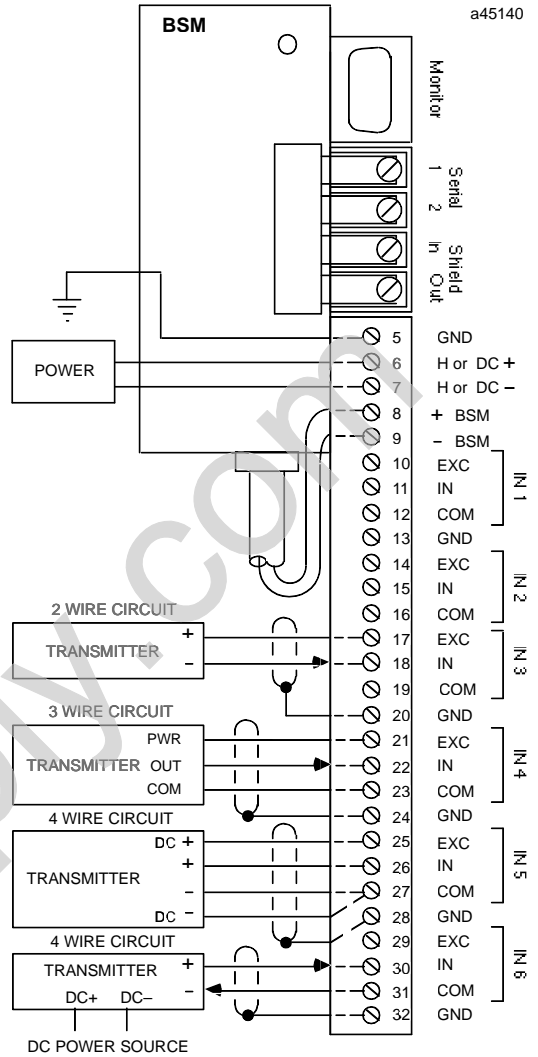 a45140
BSM
Monitor
Serial
1 2
Shield
In Out
5 GND
POWER
6 H or DC +
7 H or DC –
8 + BSM
9 – BSM
10 EXC
11 IN
12 COM
IN 1
13 GND
14 EXC
15 IN
16 COM
IN 2
2 WIRE CIRCUIT
TRANSMITTER
+
–
17 EXC
18 IN
19 COM
IN 3
20 GND
3 WIRE CIRCUIT
TRANSMITTER
PWR
OUT
COM
21 EXC
22 IN
23 COM
IN 4
24 GND
4 WIRE CIRCUIT
TRANSMITTER
DC +
+
–
DC –
25 EXC
26 IN
27 COM
IN 5
28 GND
4 WIRE CIRCUIT
TRANSMITTER
+
–
DC+ DC–
29 EXC
30 IN
31 COM
IN 6
32 GND
DC POWER SOURCE
ply.com